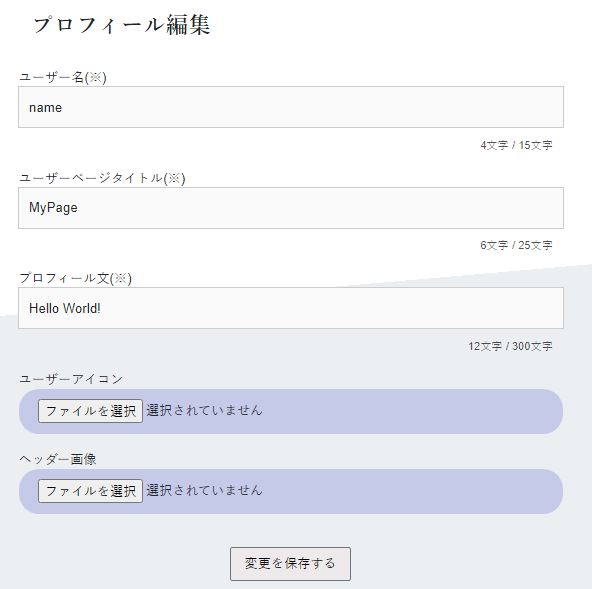 プロフィール編集
ユーザー名(※)
name
4文字 / 15文字
ユーザーページタイトル(※)
MyPage
6文字 / 25文字
プロフィール文(※)
Hello World!
12文字 / 300文字
ユーザーアイコン
ファイルを選択 選択されていません
ヘッダー画像
ファイルを選択 選択されていません
変更を保存する